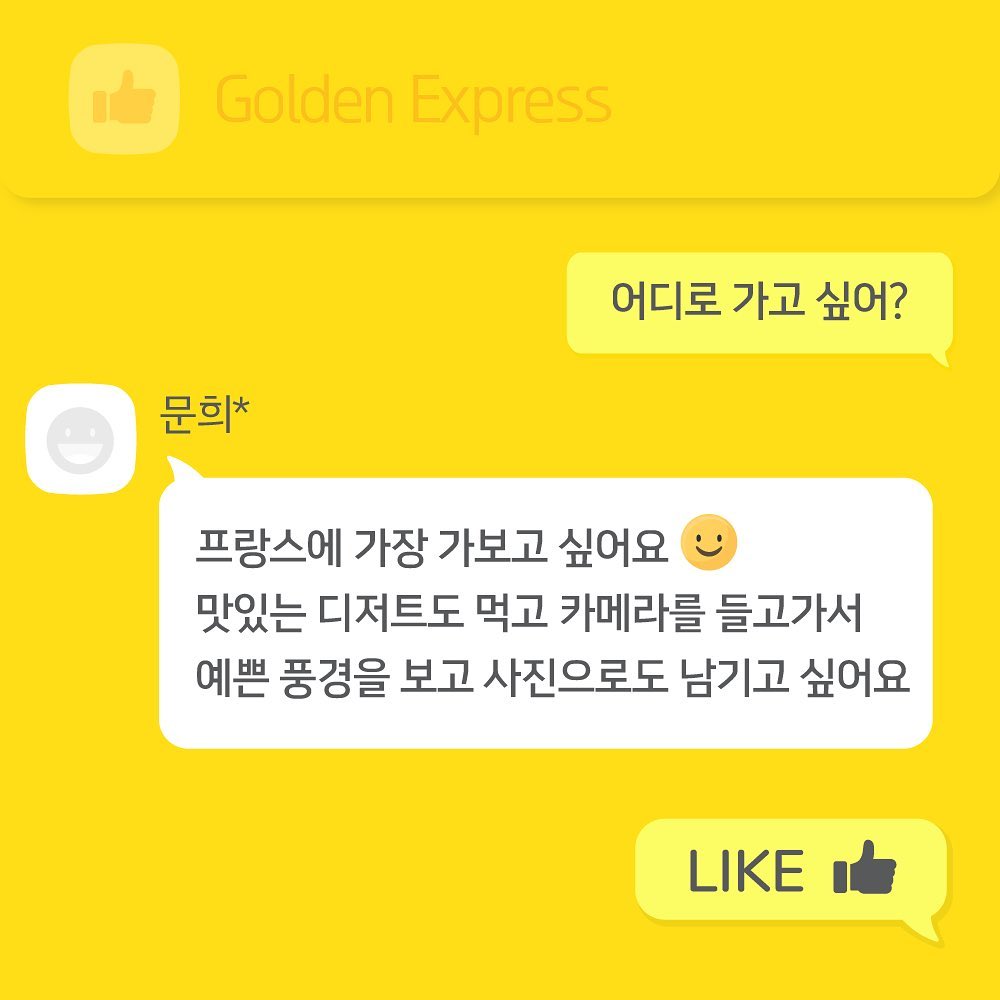 Golden Express
어디로 가고 싶어?
문희*
프랑스에 가장 가보고 싶어요
맛있는 디저트도 먹고 카메라를 들고가서
예쁜 풍경을 보고 사진으로도 남기고 싶어요
LIKE